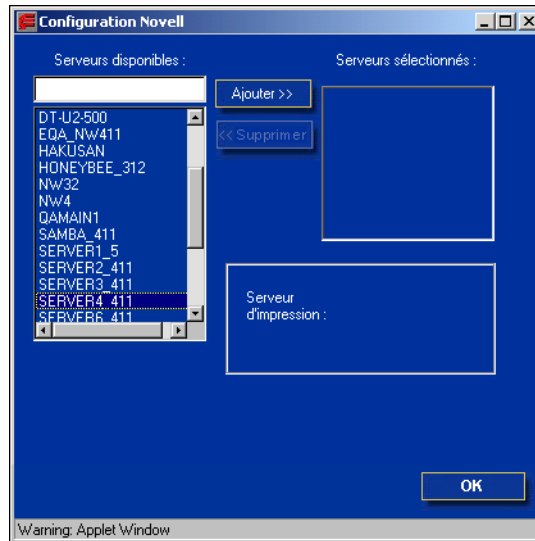 Configuration Novell
Serveurs disponibles :
Serveurs sélectionnés :
Ajouter >>
<< Supprimer
DT-U2-500
EQA_NW411
HAKUSAN
HONEYBEE_312
NW32
NW4
QAMAIN1
SAMBA_411
SERVER1_5
SERVER2_411
SERVER3_411
SERVER4_411
SERVER6_411
Serveur
d'impression :
OK
Warning: Applet Window